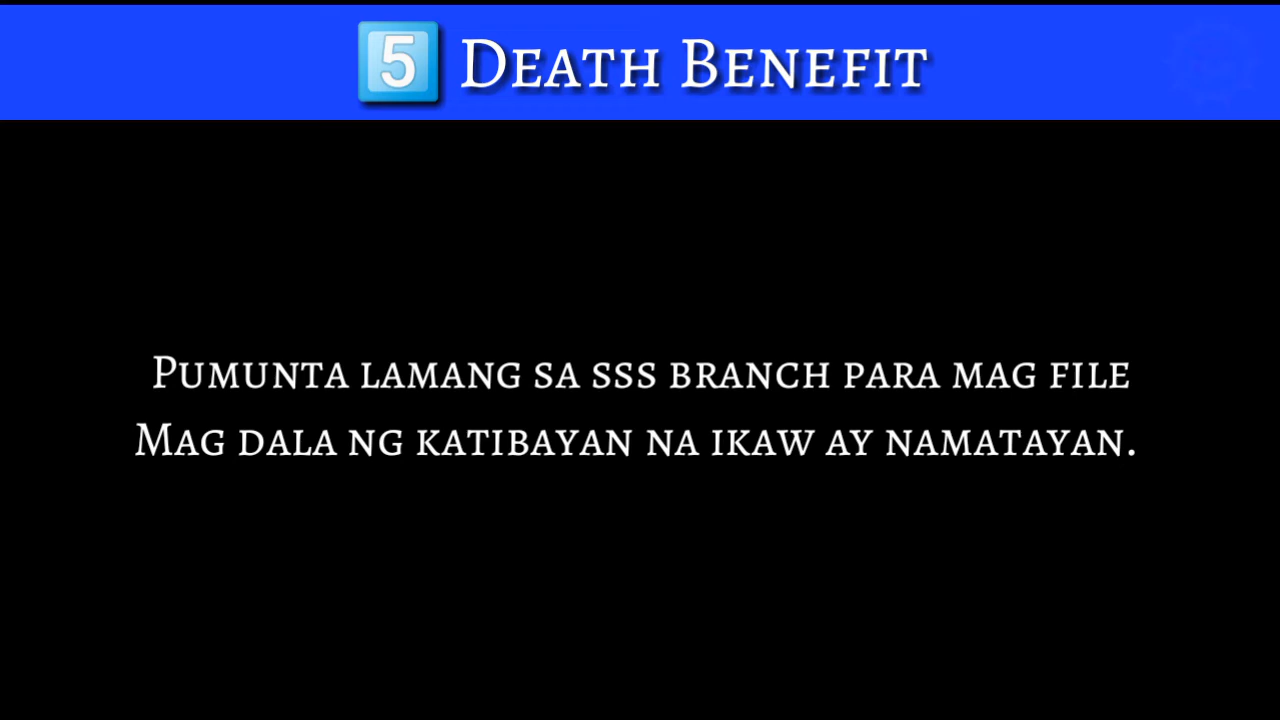 5 Death Benefit
Pumunta lamang sa sss branch para mag file
Mag dala ng katibayan na ikaw ay namatayan.